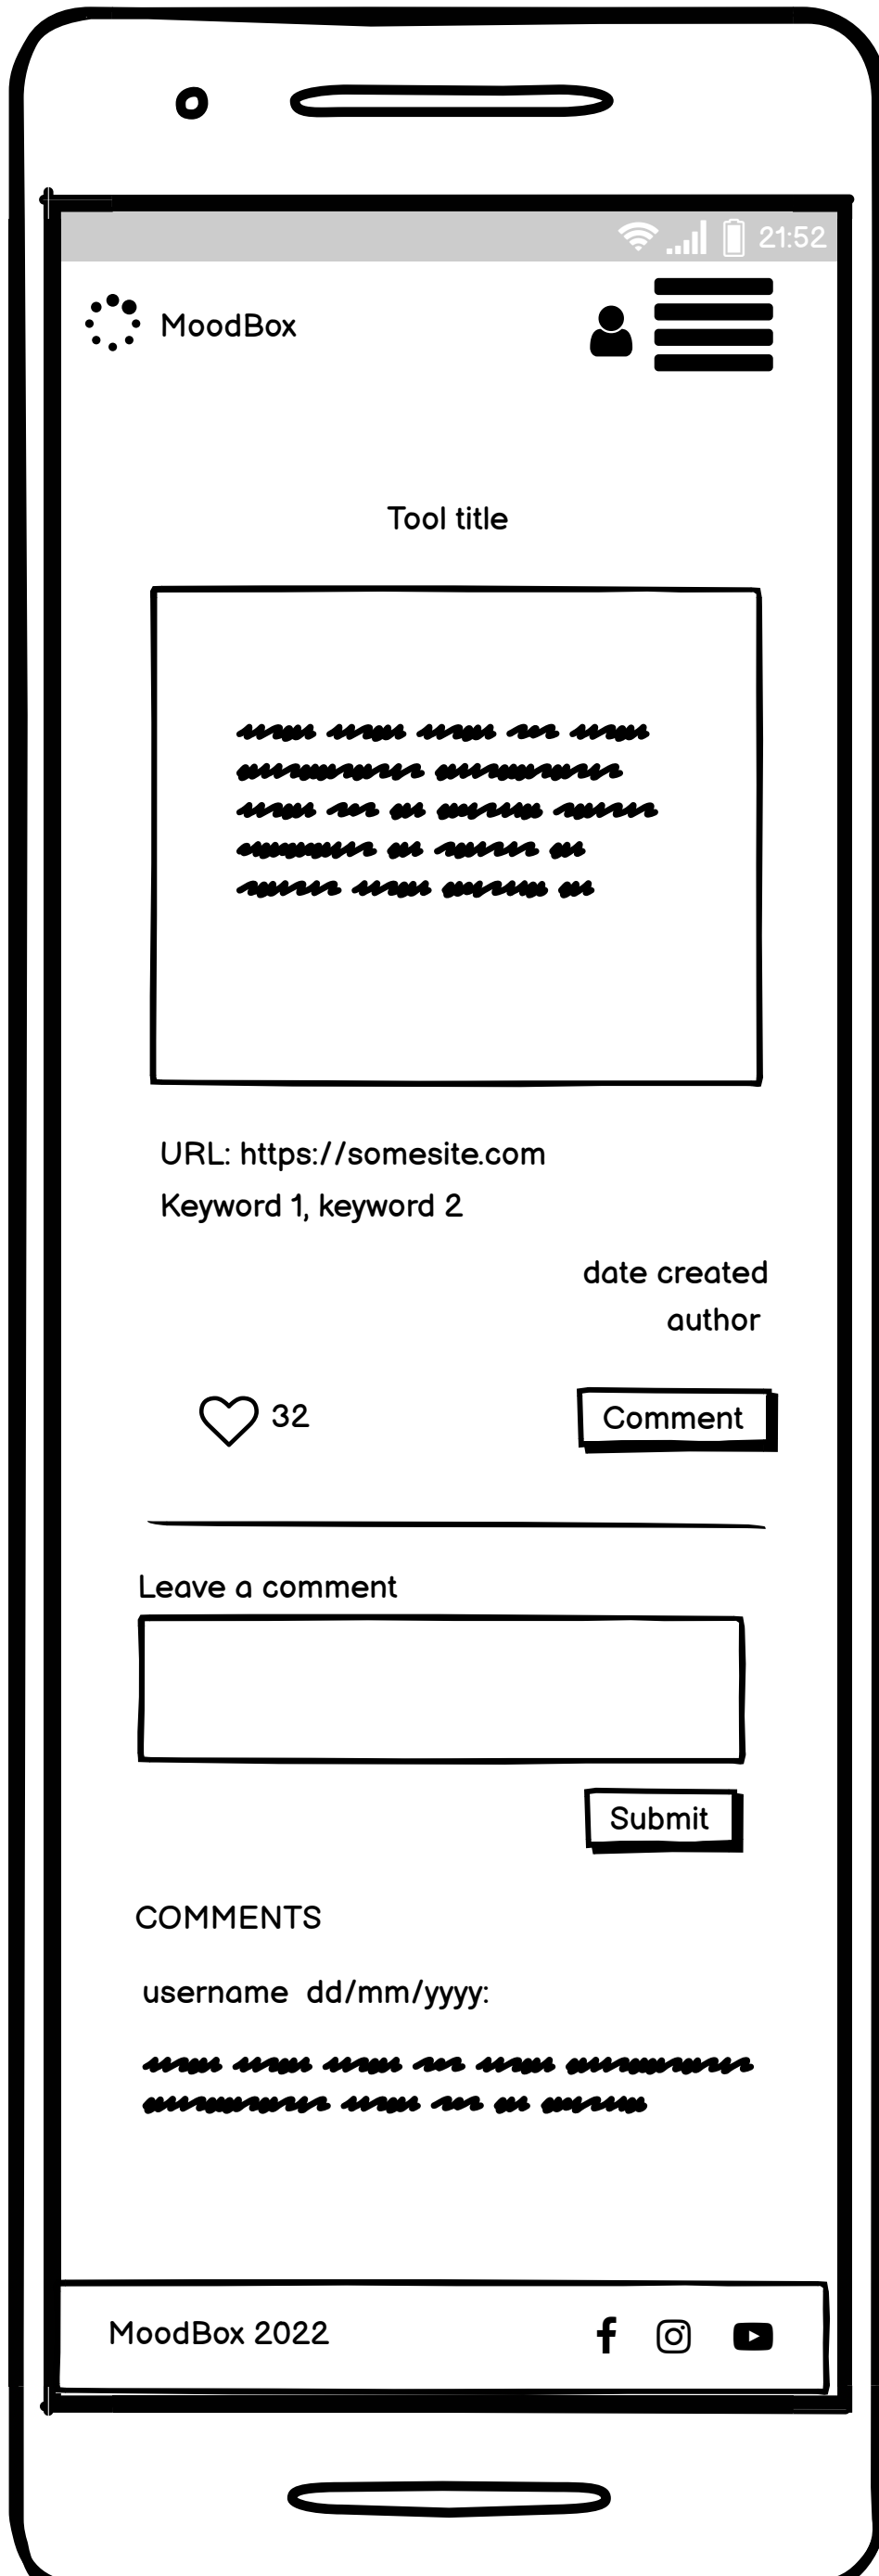 21:52
MoodBox
Tool title
URL: https://somesite.com
Keyword 1, keyword 2
date created
author
32
Comment
Leave a comment
Submit
COMMENTS
username dd/mm/yyyy:
MoodBox 2022